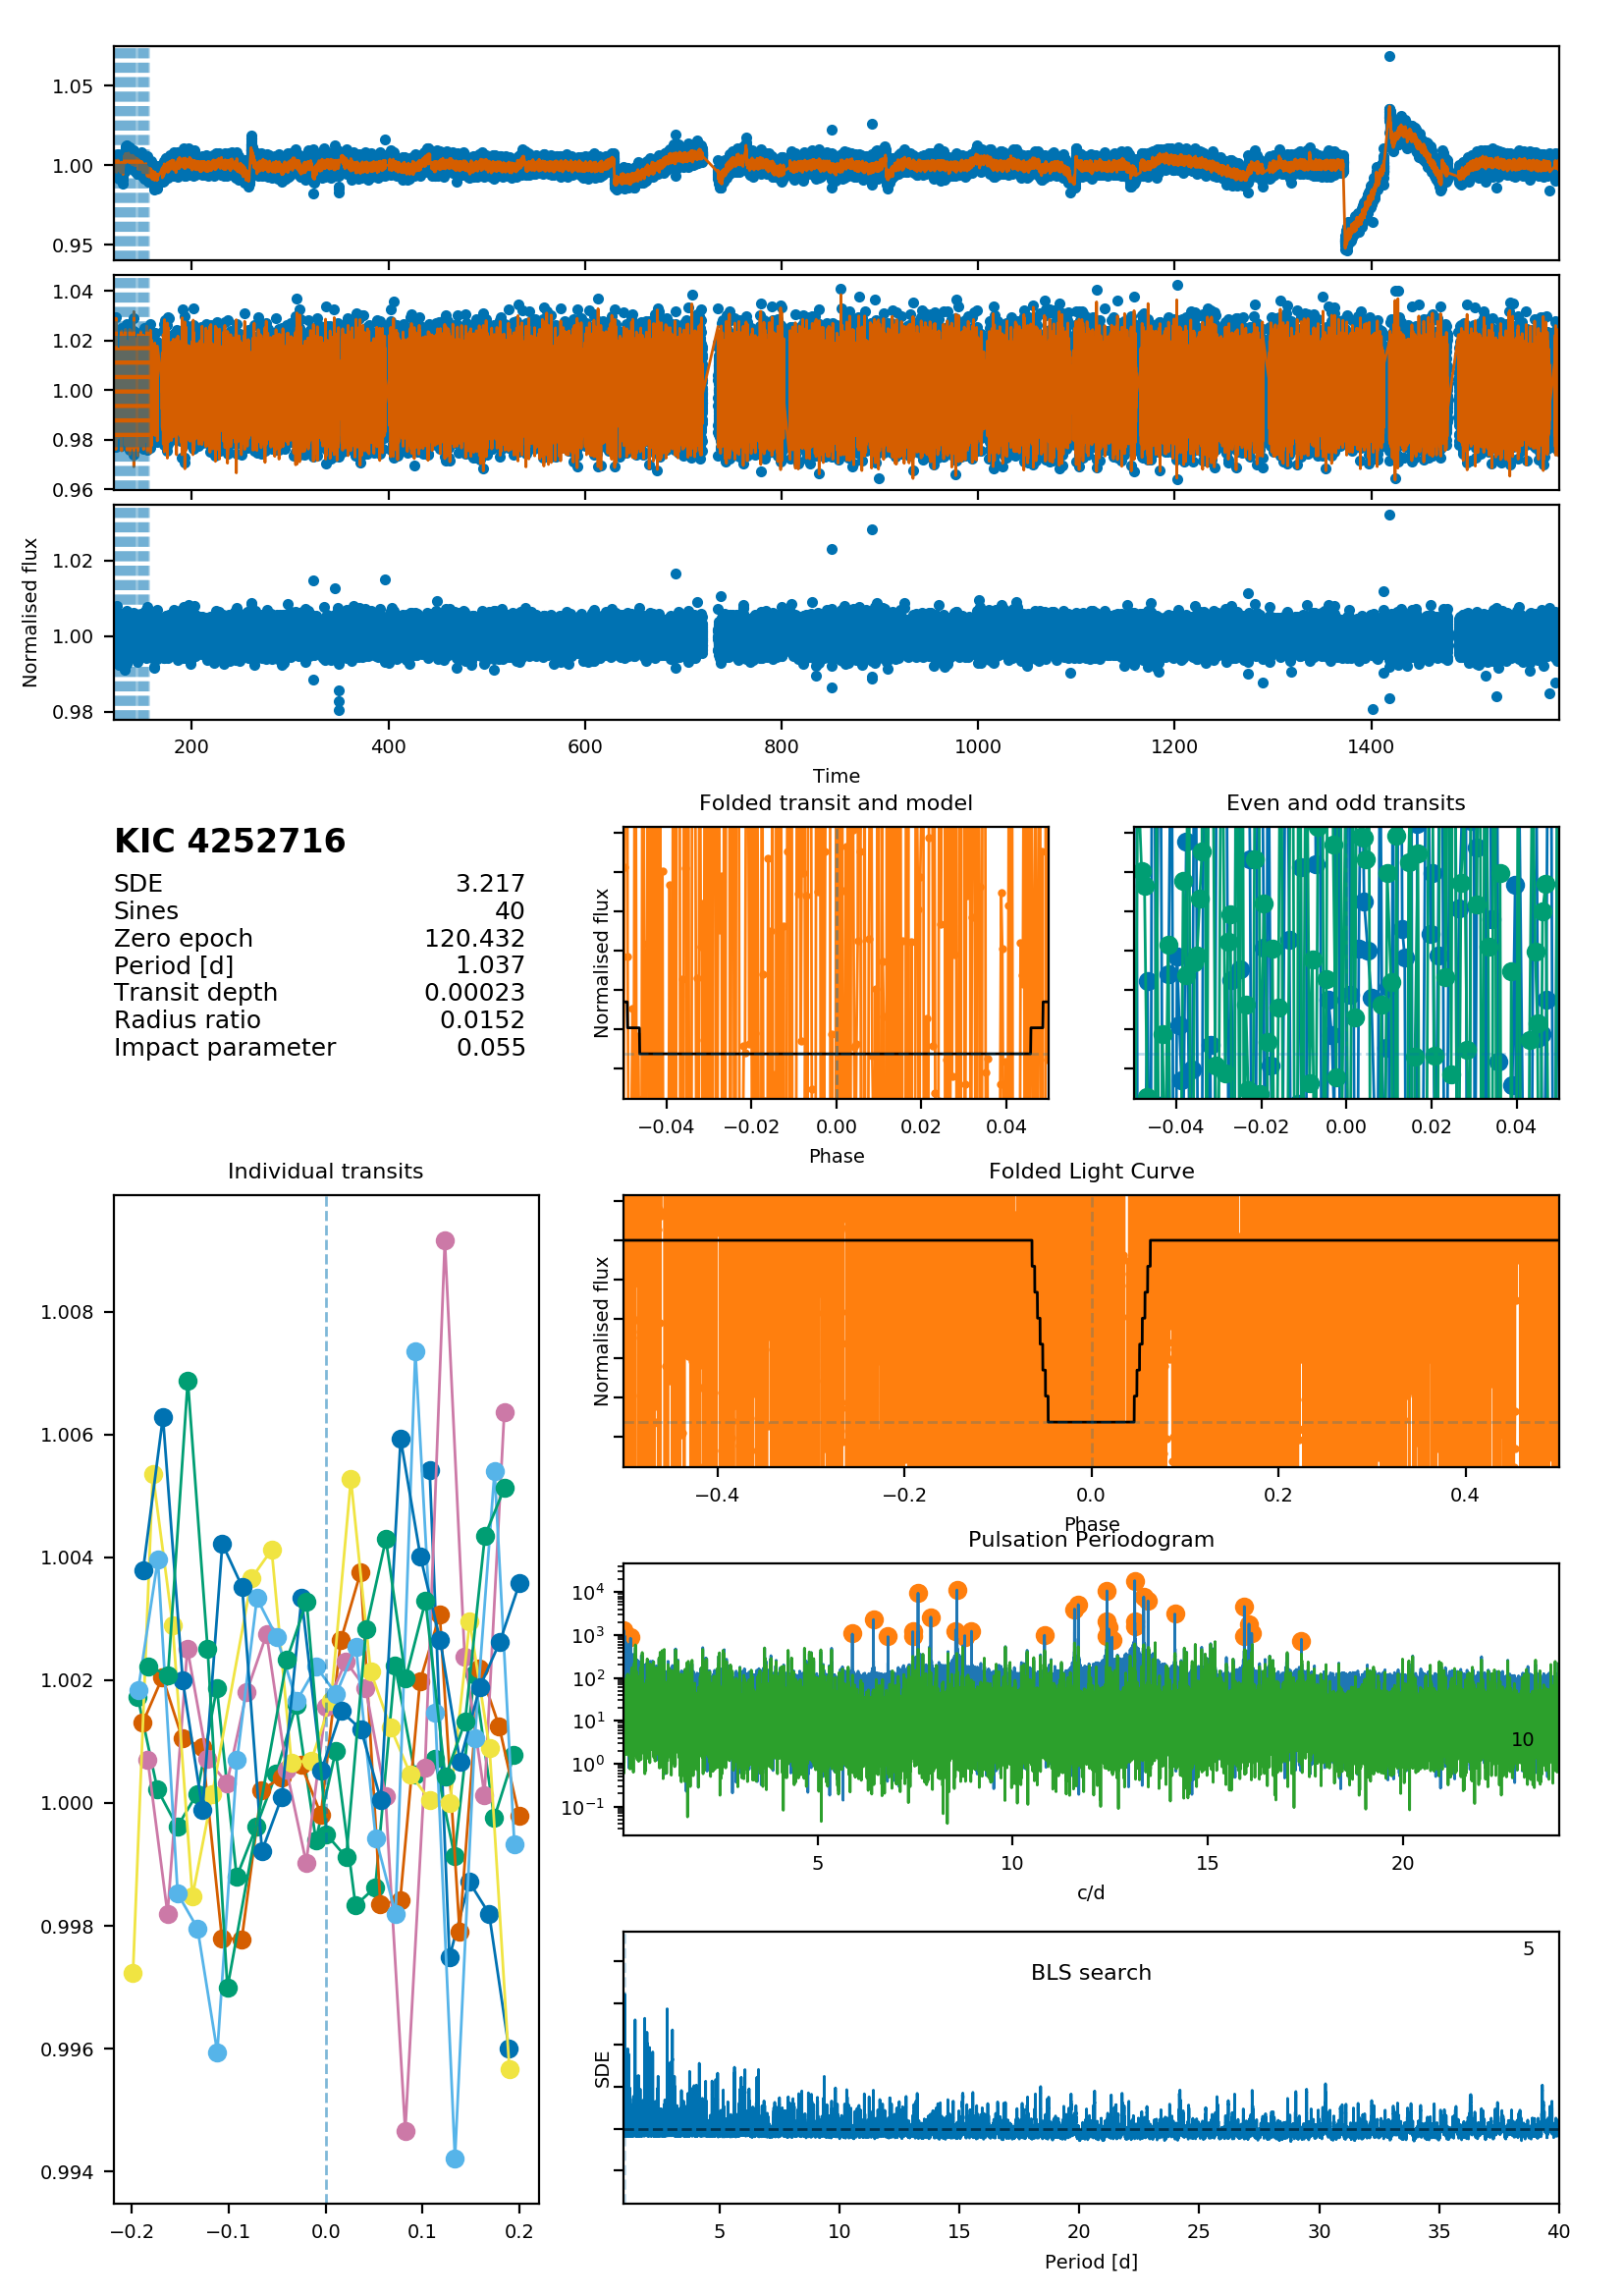 1.05
1.00
0.95
1.04
1.02
1.00
0.98
0.96
Normalised flux
1.02
1.00
0.98
200 400 600 800 1000 1200 1400
Time
KIC 4252716
SDE 3.217
Sines 40
Zero epoch 120.432
Period [d] 1.037
Transit depth 0.00023
Radius ratio 0.0152
Impact parameter 0.055
Folded transit and model
Normalised flux
−0.04 −0.02 0.00 0.02 0.04
Phase
Even and odd transits
−0.04 −0.02 0.00 0.02 0.04
Individual transits
1.008
1.006
1.004
1.002
1.000
0.998
0.996
0.994
−0.2 −0.1 0.0 0.1 0.2
Folded Light Curve
Normalised flux
−0.4 −0.2 0.0 0.2 0.4
Phase
Pulsation Periodogram
10⁴
10³
10²
10¹
10⁰
10⁻¹
10
5 10 15 20
c/d
BLS search
5
SDE
5 10 15 20 25 30 35 40
Period [d]